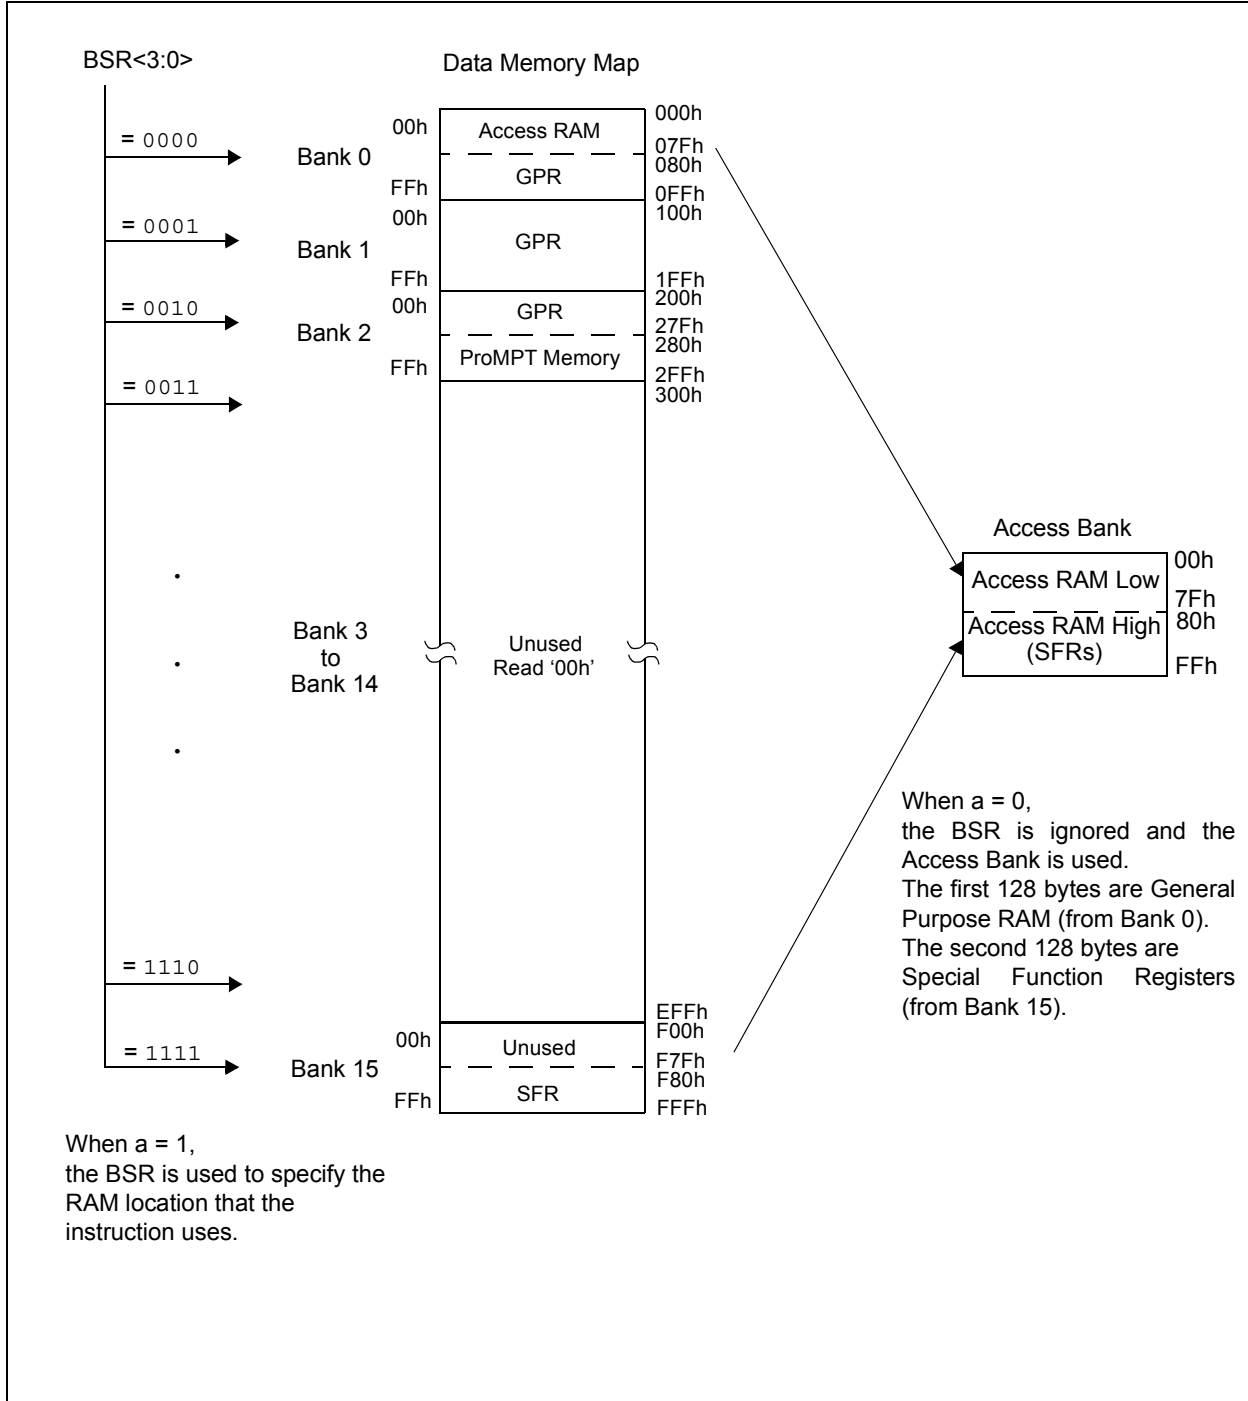 BSR<3:0>
Data Memory Map
= 0000
Bank 0
00h
Access RAM
000h
07Fh
080h
GPR
FFh
0FFh
= 0001
Bank 1
00h
GPR
100h
FFh
1FFh
= 0010
Bank 2
00h
GPR
200h
27Fh
280h
ProMPT Memory
FFh
2FFh
= 0011
300h
Bank 3
to
Bank 14
Unused
Read ‘00h’
Access Bank
Access RAM Low
00h
7Fh
Access RAM High
(SFRs)
80h
FFh
When a = 0,
the BSR is ignored and the
Access Bank is used.
The first 128 bytes are General
Purpose RAM (from Bank 0).
The second 128 bytes are
Special Function Registers
(from Bank 15).
= 1110
EFFh
= 1111
Bank 15
00h
Unused
F00h
F7Fh
F80h
SFR
FFh
FFFh
When a = 1,
the BSR is used to specify the
RAM location that the
instruction uses.